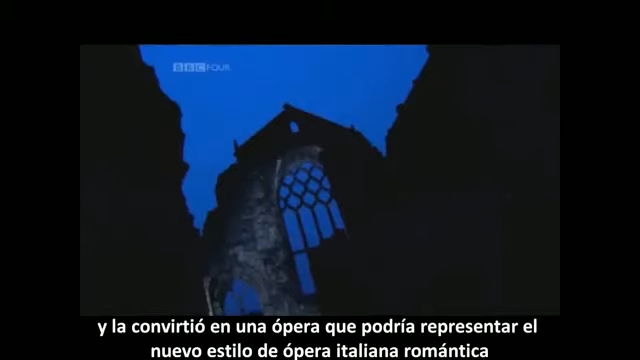 BBC FOUR
y la convirtió en una ópera que podría representar el
nuevo estilo de ópera italiana romántica